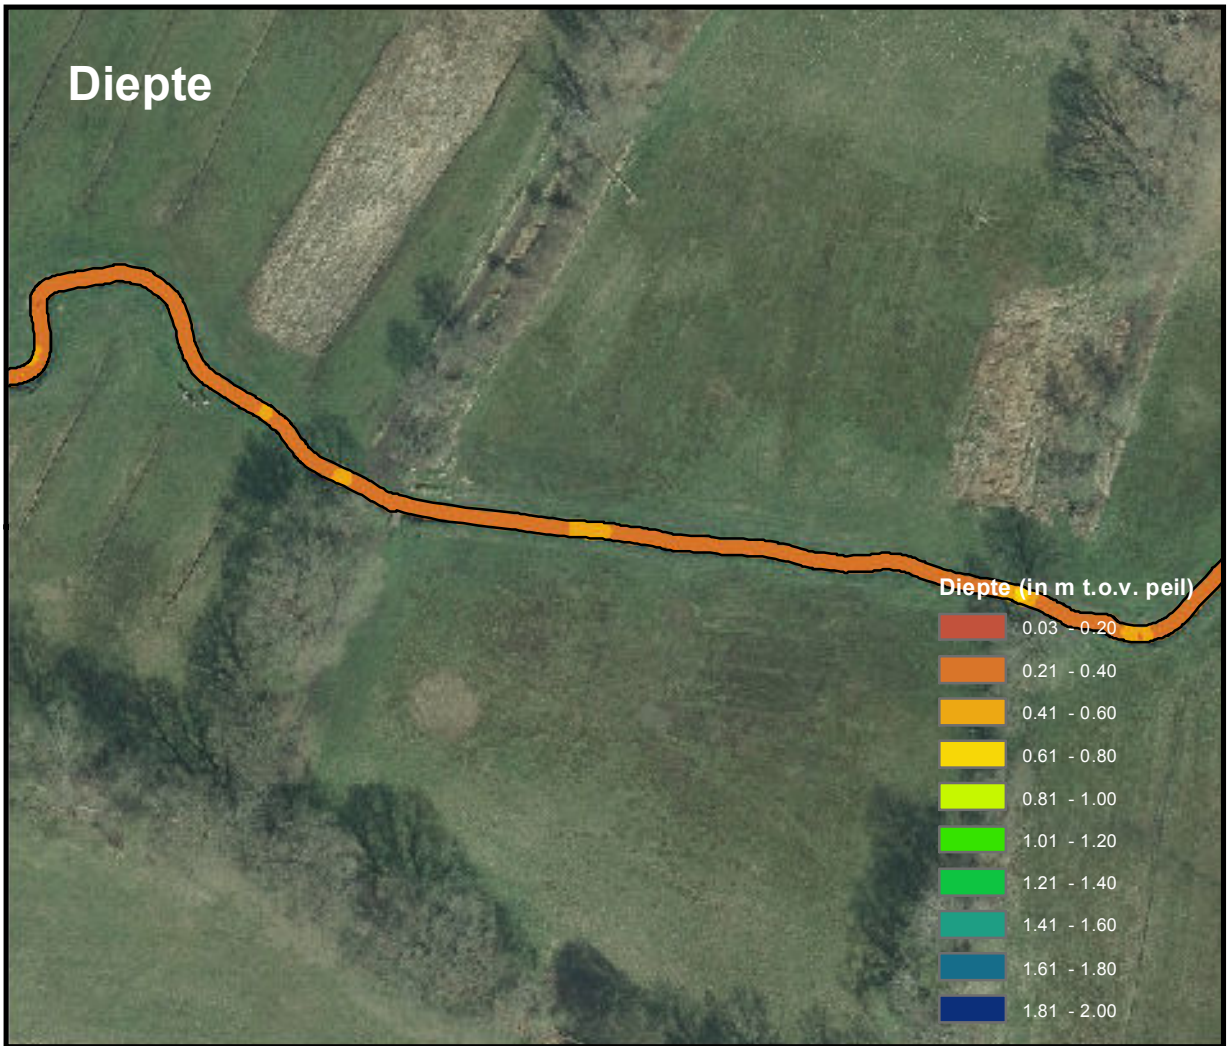 Diepte
Diepte (in m t.o.v. peil)
0.03 - 0.20
0.21 - 0.40
0.41 - 0.60
0.61 - 0.80
0.81 - 1.00
1.01 - 1.20
1.21 - 1.40
1.41 - 1.60
1.61 - 1.80
1.81 - 2.00